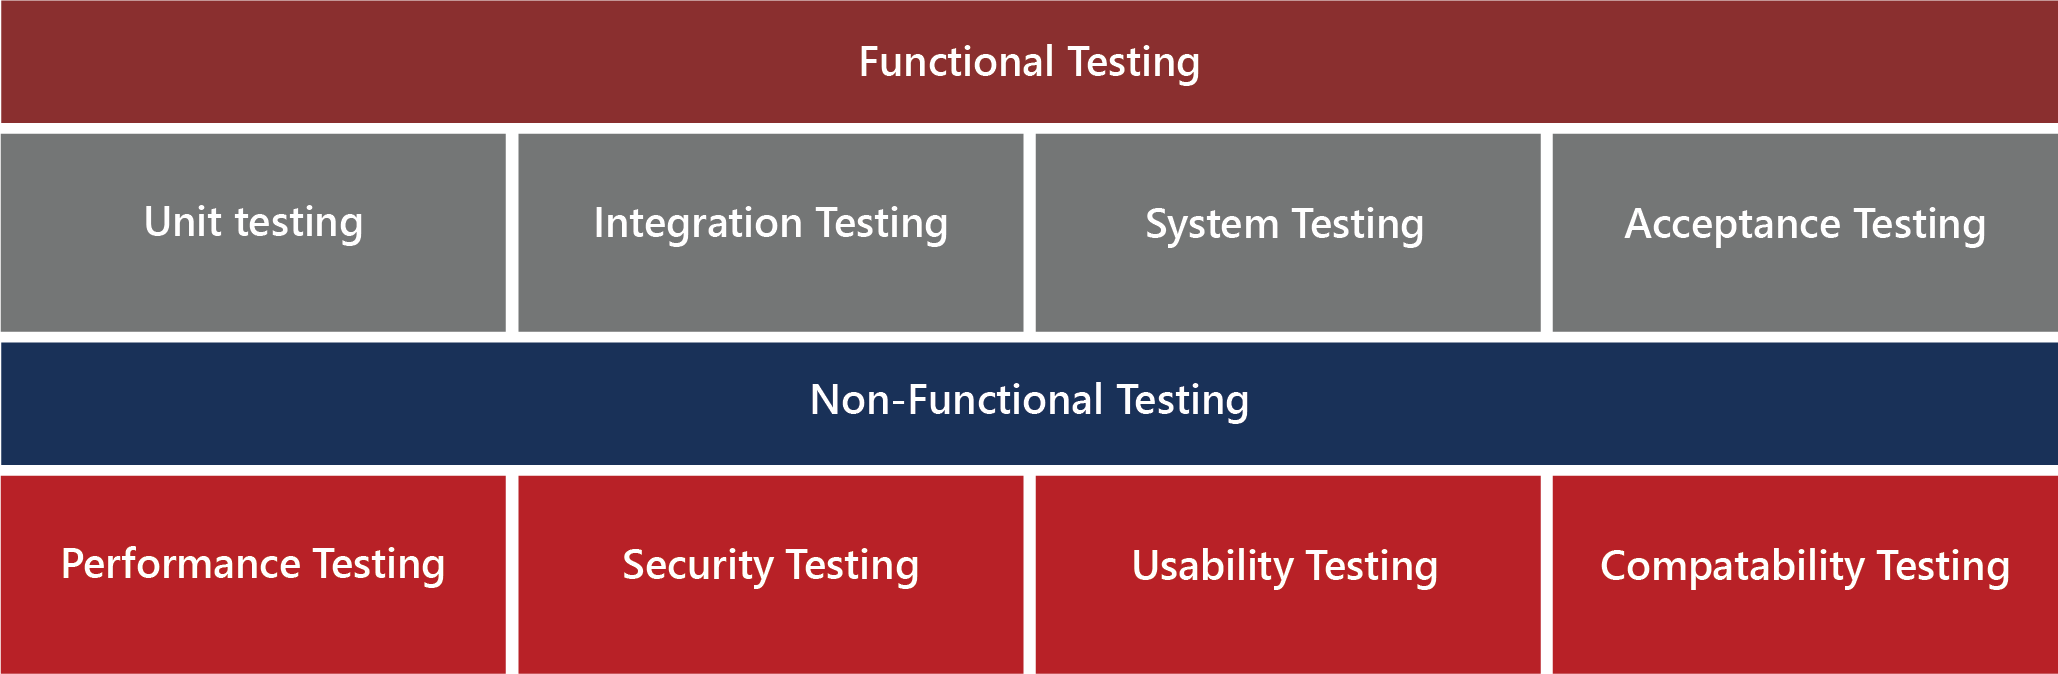 Functional Testing
Unit testing
Integration Testing
System Testing
Acceptance Testing
Non-Functional Testing
Performance Testing
Security Testing
Usability Testing
Compatability Testing